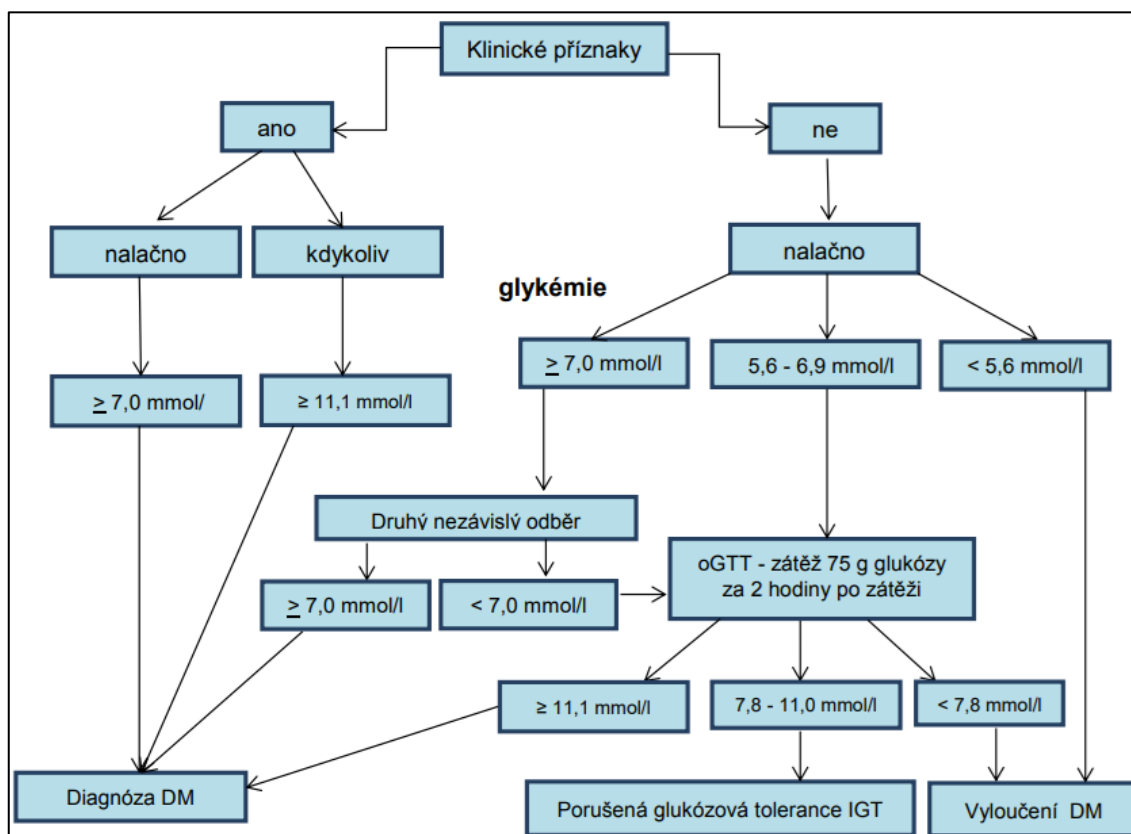 Klinické příznaky
ano
ne
nalačno
kdykoliv
nalačno
glykémie
≥ 7,0 mmol/l
5,6 - 6,9 mmol/l
< 5,6 mmol/l
≥ 7,0 mmol/
≥ 11,1 mmol/l
Druhý nezávislý odběr
oGTT - zátěž 75 g glukózy
za 2 hodiny po zátěži
≥ 7,0 mmol/l
< 7,0 mmol/l
≥ 11,1 mmol/l
7,8 - 11,0 mmol/l
< 7,8 mmol/l
Diagnóza DM
Porušená glukózová tolerance IGT
Vyloučení DM